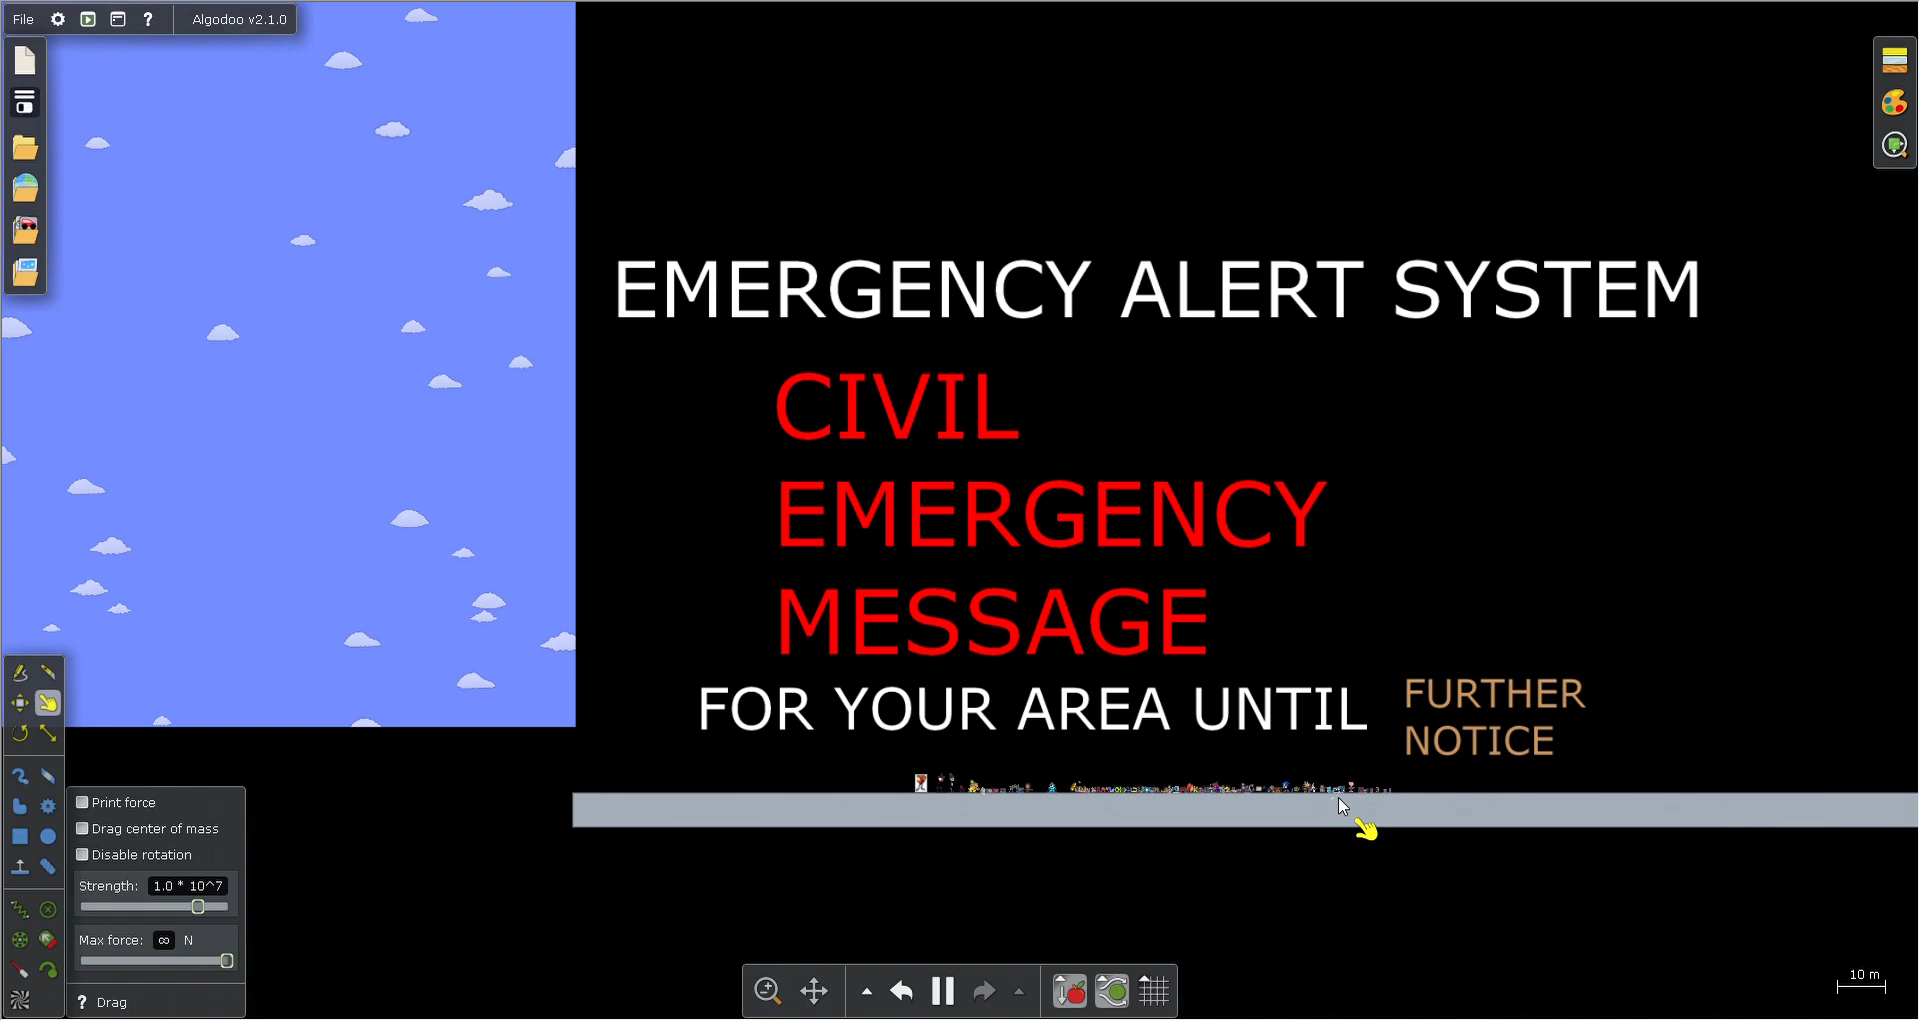 File ? Algodoo v2.1.0
EMERGENCY ALERT SYSTEM
CIVIL
EMERGENCY
MESSAGE
FOR YOUR AREA UNTIL
FURTHER
NOTICE
Print force
Drag center of mass
Disable rotation
Strength: 1.0 * 10^7
Max force: ∞ N
? Drag
10 m